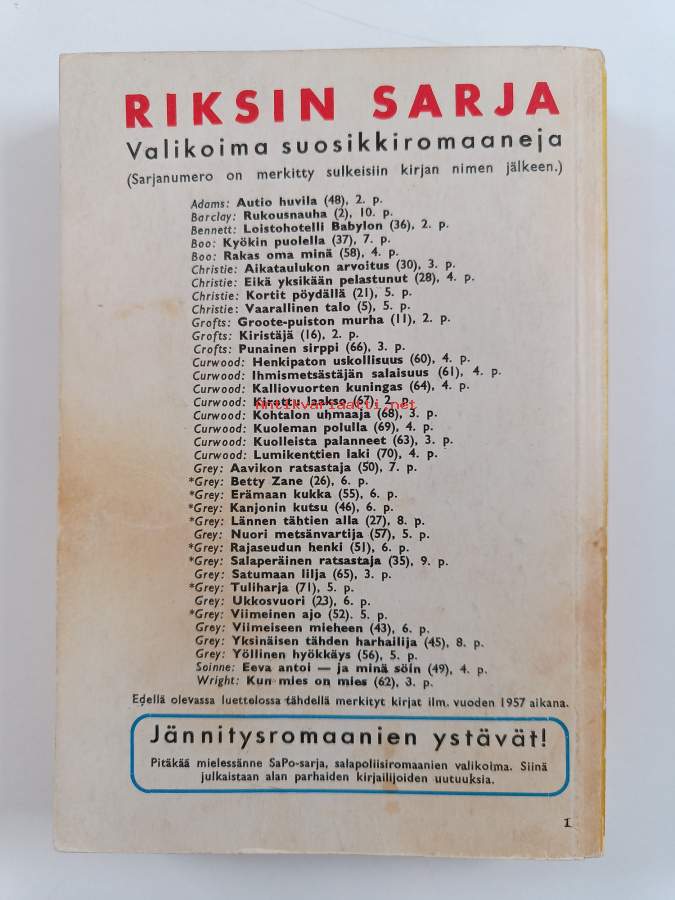 RIKSIN SARJA
Valikoima suosikkiromaaneja
(Sarjanumero on merkitty sulkeisiin kirjan nimen jälkeen.)
Adams: Autio huvila (48), 2. p.
Barclay: Rukousnauha (2), 10. p.
Bennett: Loistohotelli Babylon (36), 2. p.
Boo: Kyökin puolella (37), 7. p.
Boo: Rakas oma minä (58), 4. p.
Christie: Aikataulukon arvoitus (30), 3. p.
Christie: Eikä yksikään pelastunut (28), 4. p.
Christie: Kortit pöydällä (21), 5. p.
Christie: Vaarallinen talo (5), 5. p.
Grofts: Groote-puiston murha (11), 2. p.
Grofts: Kiristäjä (16), 2. p.
Crofts: Punainen sirppi (66), 3. p.
Curwood: Henkipaton uskollisuus (60), 4. p.
Curwood: Ihmismetsästäjän salaisuus (61), 4. p.
Curwood: Kalliovuorten kuningas (64), 4. p.
Curwood: Kirottu laakso (67), 2. p.
Antikvariaatti.net
Curwood: Kohtalon uhmaaja (68), 3. p.
Curwood: Kuoleman polulla (69), 4. p.
Curwood: Kuolleista palanneet (63), 3. p.
Curwood: Lumikenttien laki (70), 4. p.
Grey: Aavikon ratsastaja (50), 7. p.
*Grey: Betty Zane (26), 6. p.
*Grey: Erämaan kukka (55), 6. p.
*Grey: Kanjonin kutsu (46), 6. p.
*Grey: Lännen tähtien alla (27), 8. p.
Grey: Nuori metsänvartija (57), 5. p.
*Grey: Rajaseudun henki (51), 6. p.
*Grey: Salaperäinen ratsastaja (35), 9. p.
Grey: Satumaan lilja (65), 3. p.
*Grey: Tuliharja (71), 5. p.
Grey: Ukkosvuori (23), 6. p.
*Grey: Viimeinen ajo (52). 5. p.
Grey: Viimeiseen mieheen (43), 6. p.
Grey: Yksinäisen tähden harhailija (45), 8. p.
Grey: Yöllinen hyökkäys (56), 5. p.
Soinne: Eeva antoi — ja minä söin (49), 4. p.
Wright: Kun mies on mies (62), 3. p.
Edellä olevassa luettelossa tähdellä merkityt kirjat ilm. vuoden 1957 aikana.
Jännitysromaanien ystävät!
Pitäkää mielessänne SaPo-sarja, salapoliisiromaanien valikoima. Siinä
julkaistaan alan parhaiden kirjailijoiden uutuuksia.
1